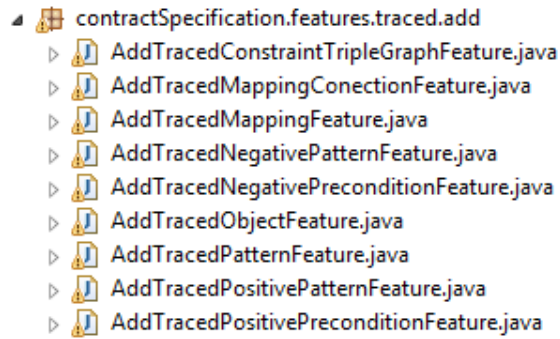 contractSpecification.features.traced.add
AddTracedConstraintTripleGraphFeature.java
AddTracedMappingConectionFeature.java
AddTracedMappingFeature.java
AddTracedNegativePatternFeature.java
AddTracedNegativePreconditionFeature.java
AddTracedObjectFeature.java
AddTracedPatternFeature.java
AddTracedPositivePatternFeature.java
AddTracedPositivePreconditionFeature.java